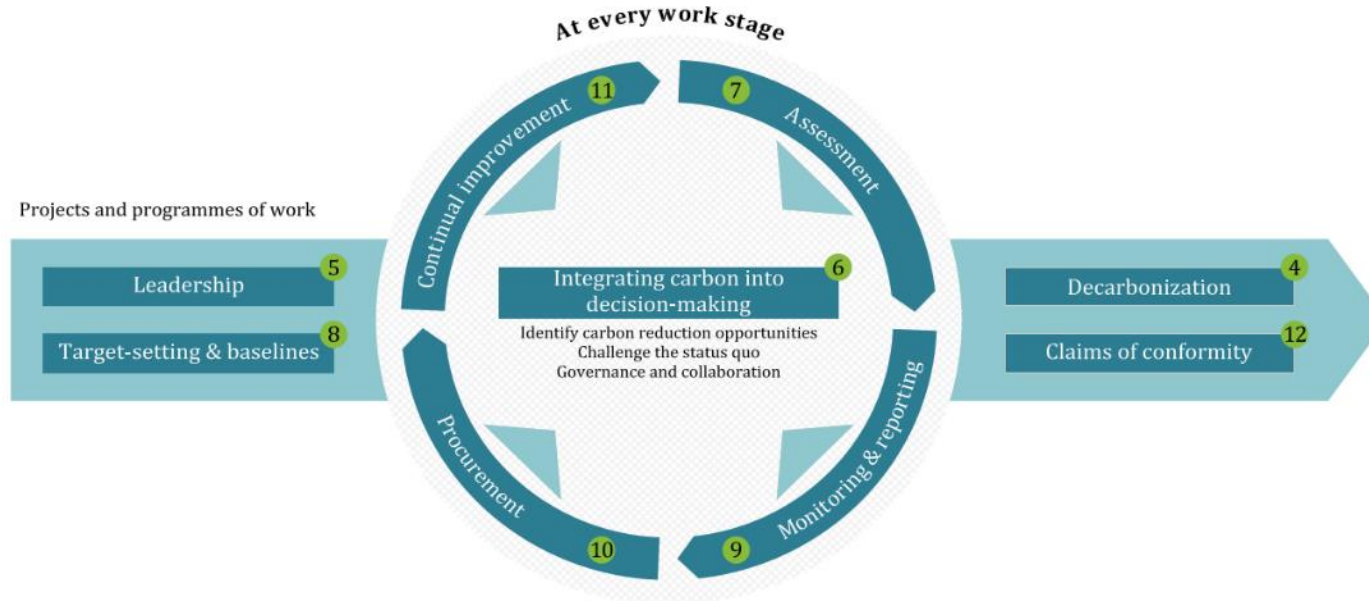 At every work stage
11
7
Continual improvement
Assessment
Projects and programmes of work
5
Leadership
8
Target-setting & baselines
6
Integrating carbon into
decision-making
Identify carbon reduction opportunities
Challenge the status quo
Governance and collaboration
4
Decarbonization
12
Claims of conformity
Procurement
Monitoring & reporting
10
9